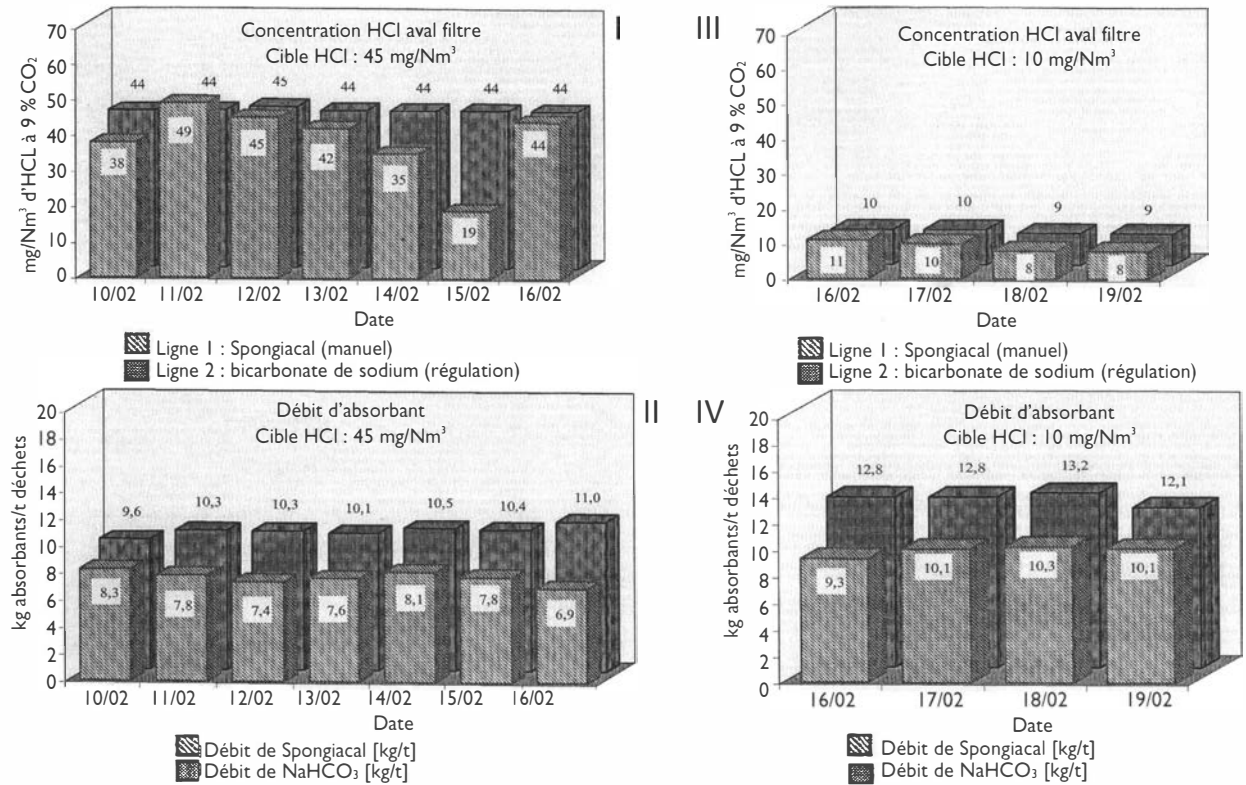 I
Concentration HCl aval filtre
Cible HCl : 45 mg/Nm³
mg/Nm³ d'HCL à 9 % CO₂
70
60
50
40
30
20
10
0
44 44 45 44 44 44 44
38 49 45 42 35 19 44
10/02 11/02 12/02 13/02 14/02 15/02 16/02
Date
Ligne 1 : Spongiacal (manuel)
Ligne 2 : bicarbonate de sodium (régulation)
II
Débit d'absorbant
Cible HCl : 45 mg/Nm³
kg absorbants/t déchets
20
18
16
14
12
10
8
6
4
2
0
9,6 10,3 10,3 10,1 10,5 10,4 11,0
8,3 7,8 7,4 7,6 8,1 7,8 6,9
10/02 11/02 12/02 13/02 14/02 15/02 16/02
Date
Débit de Spongiacal [kg/t]
Débit de NaHCO₃ [kg/t]
III
Concentration HCl aval filtre
Cible HCl : 10 mg/Nm³
mg/Nm³ d'HCL à 9 % CO₂
70
60
50
40
30
20
10
0
10 10 9 9
11 10 8 8
16/02 17/02 18/02 19/02
Date
Ligne 1 : Spongiacal (manuel)
Ligne 2 : bicarbonate de sodium (régulation)
IV
Débit d'absorbant
Cible HCl : 10 mg/Nm³
kg absorbants/t déchets
20
18
16
14
12
10
8
6
4
2
0
12,8 12,8 13,2 12,1
9,3 10,1 10,3 10,1
16/02 17/02 18/02 19/02
Date
Débit de Spongiacal [kg/t]
Débit de NaHCO₃ [kg/t]